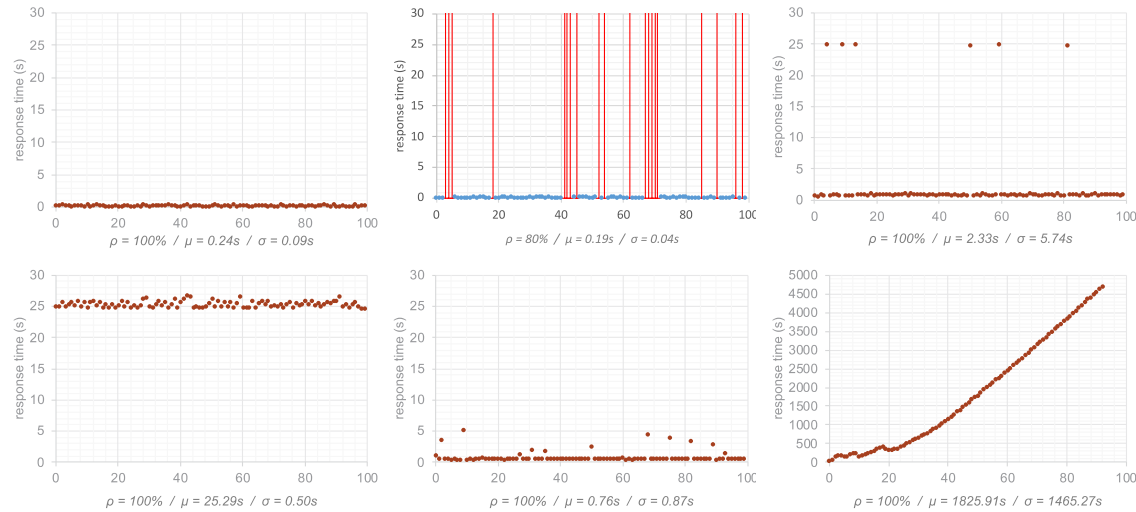 30
25
20
15
10
5
0
response time (s)
0 20 40 60 80 100
ρ = 100% / μ = 0.24s / σ = 0.09s
30
25
20
15
10
5
0
response time (s)
0 20 40 60 80 100
ρ = 80% / μ = 0.19s / σ = 0.04s
30
25
20
15
10
5
0
response time (s)
0 20 40 60 80 100
ρ = 100% / μ = 2.33s / σ = 5.74s
30
25
20
15
10
5
0
response time (s)
0 20 40 60 80 100
ρ = 100% / μ = 25.29s / σ = 0.50s
30
25
20
15
10
5
0
response time (s)
0 20 40 60 80 100
ρ = 100% / μ = 0.76s / σ = 0.87s
5000
4500
4000
3500
3000
2500
2000
1500
1000
500
0
response time (s)
0 20 40 60 80 100
ρ = 100% / μ = 1825.91s / σ = 1465.27s